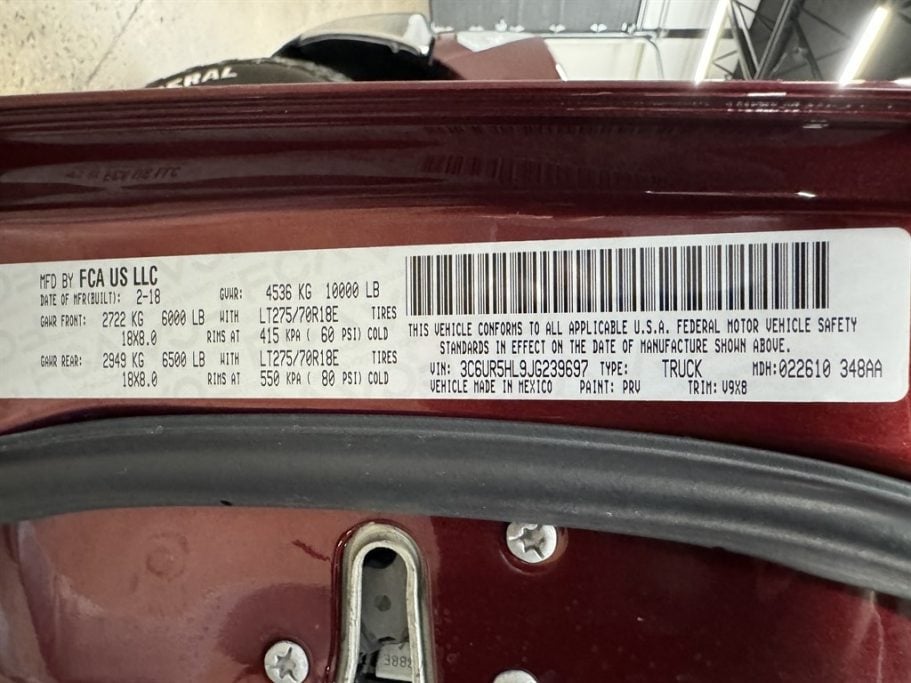 ERAL
MFD BY FCA US LLC
DATE OF MFR(BUILT): 2-18 GVWR: 4536 KG 10000 LB
GAWR FRONT: 2722 KG 6000 LB WITH LT275/70R18E TIRES
18X8.0 RIMS AT 415 KPA ( 60 PSI) COLD
GAWR REAR: 2949 KG 6500 LB WITH LT275/70R18E TIRES
18X8.0 RIMS AT 550 KPA ( 80 PSI) COLD
THIS VEHICLE CONFORMS TO ALL APPLICABLE U.S.A. FEDERAL MOTOR VEHICLE SAFETY
STANDARDS IN EFFECT ON THE DATE OF MANUFACTURE SHOWN ABOVE.
VIN: 3C6UR5HL9JG239697 TYPE: TRUCK MDH:022610 348AA
VEHICLE MADE IN MEXICO PAINT: PRV TRIM: V9X8